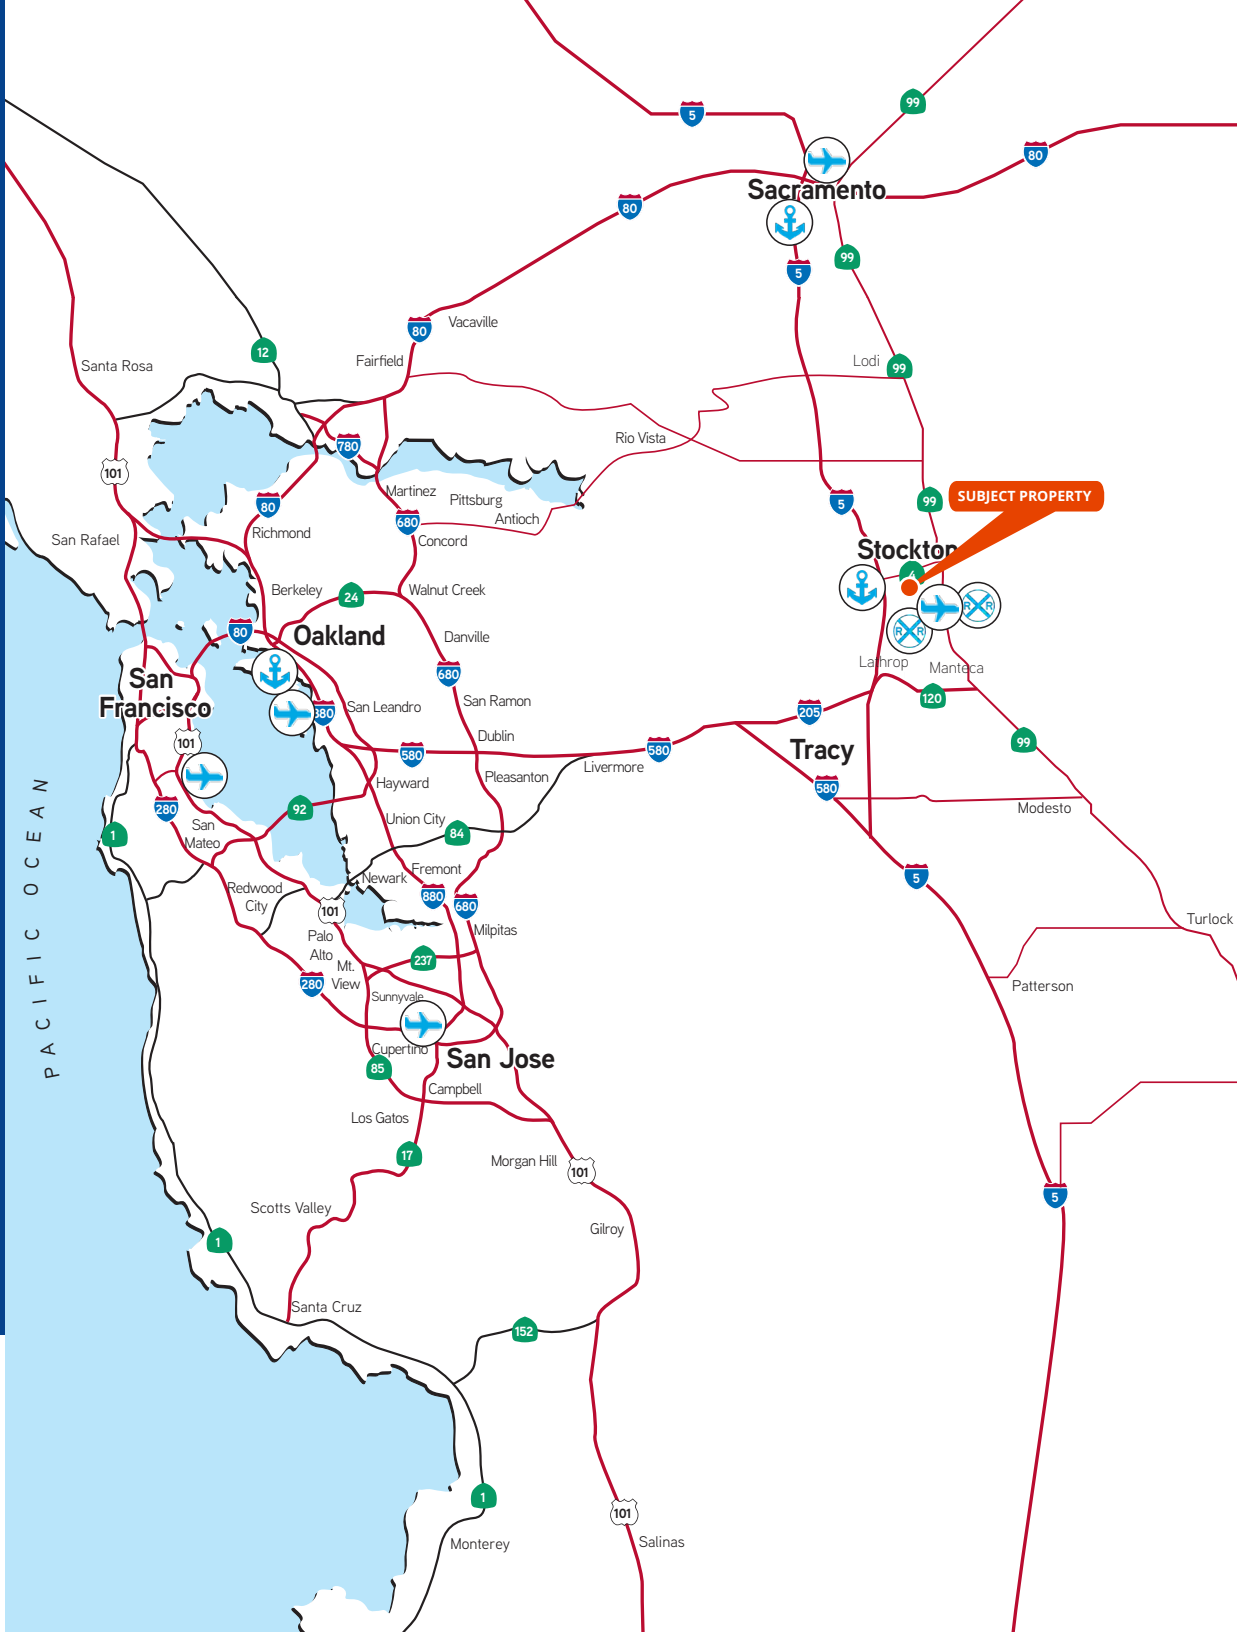 5
99
80
Sacramento
80
99
5
80
Vacaville
12
Fairfield
Lodi
99
Santa Rosa
Rio Vista
780
101
Martinez
Pittsburg
SUBJECT PROPERTY
80
5
99
Antioch
680
Richmond
Concord
San Rafael
Stockton
Berkeley
24
Walnut Creek
R R
80
Oakland
Danville
R R
Lathrop
Manteca
680
San
Francisco
San Ramon
120
880
San Leandro
205
Dublin
101
99
580
580
Tracy
Livermore
Pleasanton
Hayward
580
280
92
Modesto
San
Mateo
Union City
84
1
PACIFIC OCEAN
Fremont
Newark
5
Redwood
City
880
680
101
Turlock
Milpitas
Palo
Alto
237
Mt.
View
280
Patterson
Sunnyvale
Cupertino
San Jose
85
Campbell
Los Gatos
17
Morgan Hill
101
5
Scotts Valley
Gilroy
1
Santa Cruz
152
1
101
Monterey
Salinas